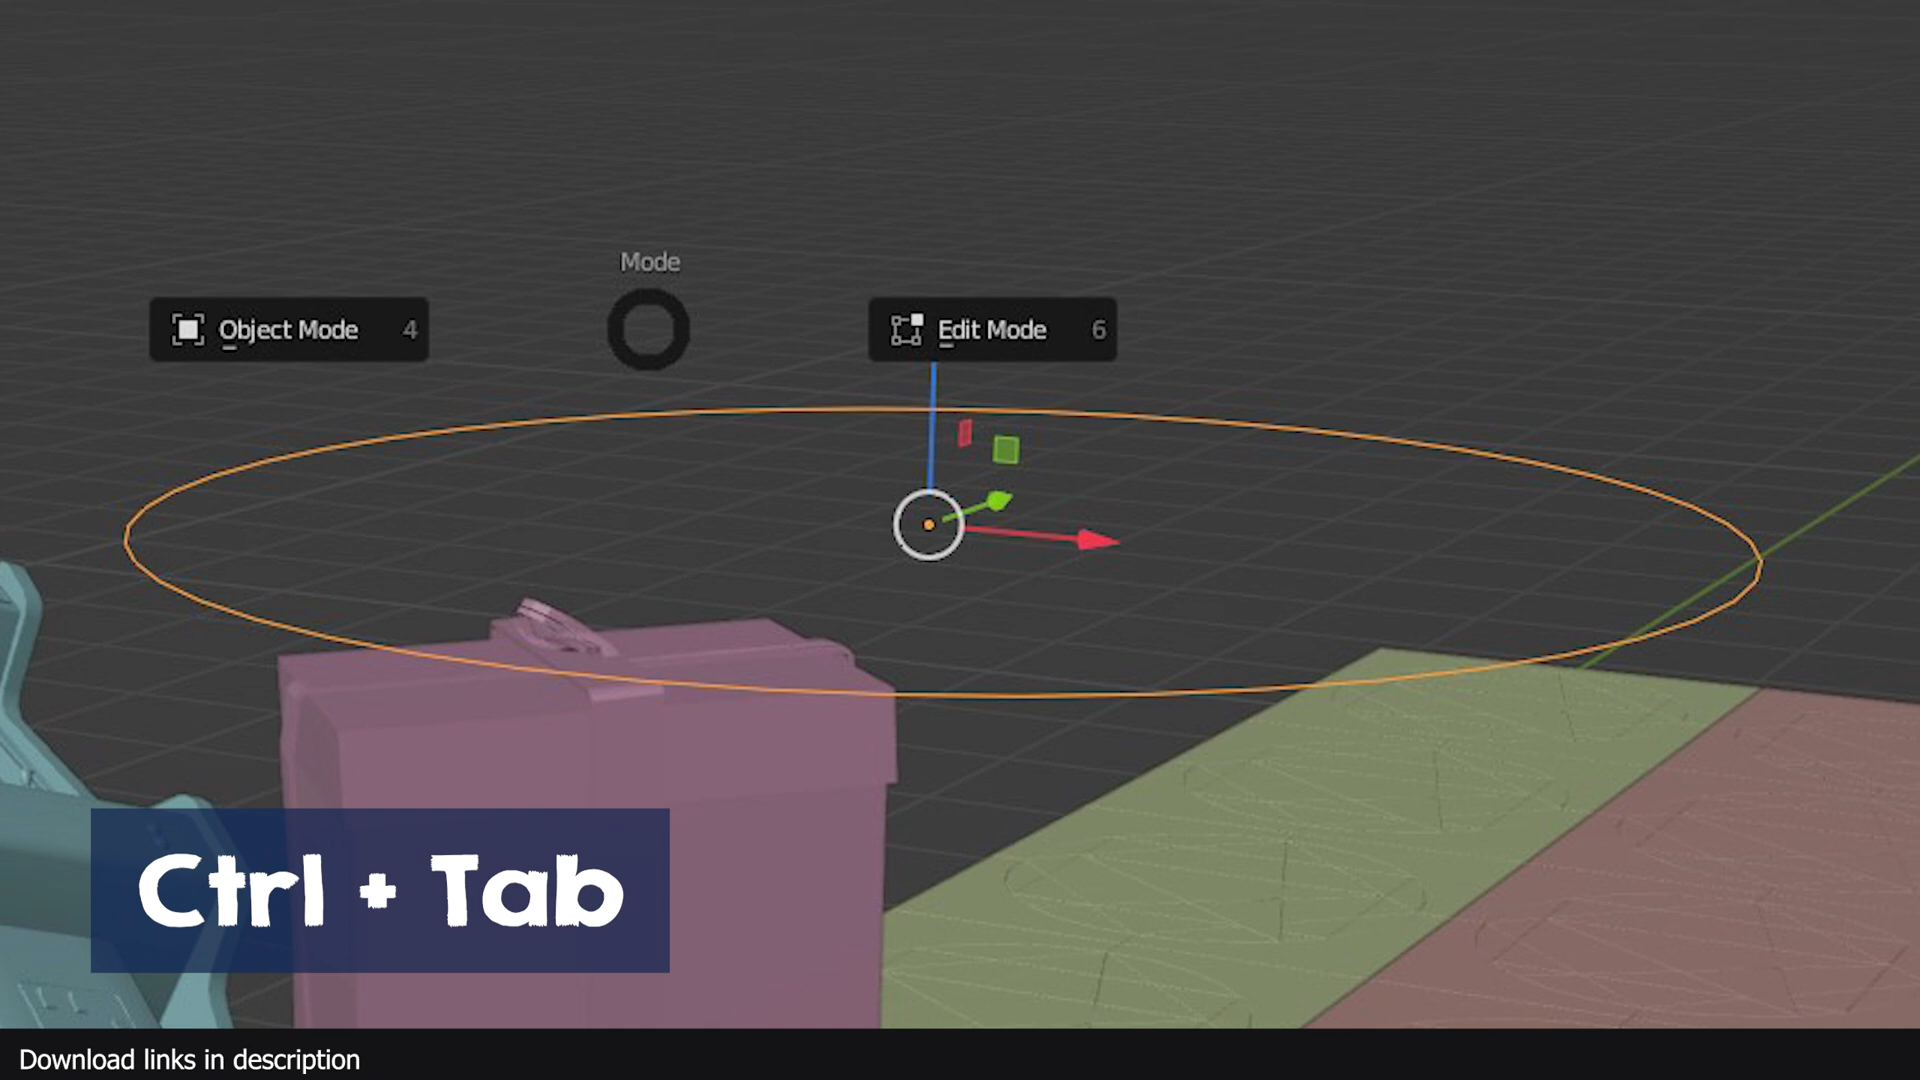 Mode
Object Mode 4
Edit Mode 6
Ctrl + Tab
Download links in description